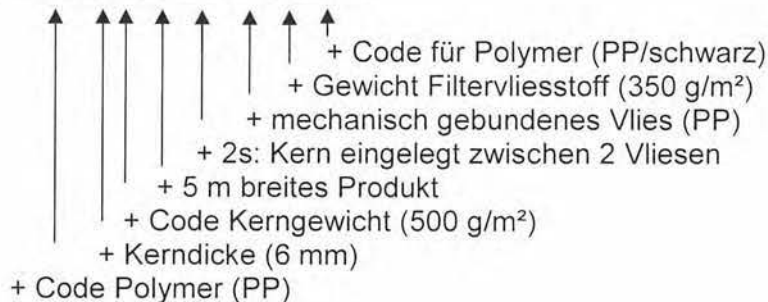 + Code für Polymer (PP/schwarz)
+ Gewicht Filtervliesstoff (350 g/m²)
+ mechanisch gebundenes Vlies (PP)
+ 2s: Kern eingelegt zwischen 2 Vliesen
+ 5 m breites Produkt
+ Code Kerngewicht (500 g/m²)
+ Kerndicke (6 mm)
+ Code Polymer (PP)